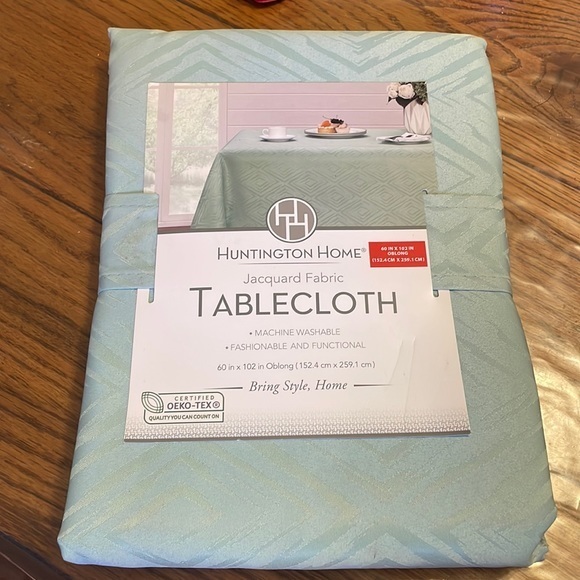 HH
HUNTINGTON HOME®
60 IN X 102 IN
OBLONG
(152.4 CM X 259.1 CM)
Jacquard Fabric
TABLECLOTH
• MACHINE WASHABLE
• FASHIONABLE AND FUNCTIONAL
60 in x 102 in Oblong (152.4 cm x 259.1 cm)
Bring Style, Home
CERTIFIED
OEKO-TEX®
QUALITY YOU CAN COUNT ON